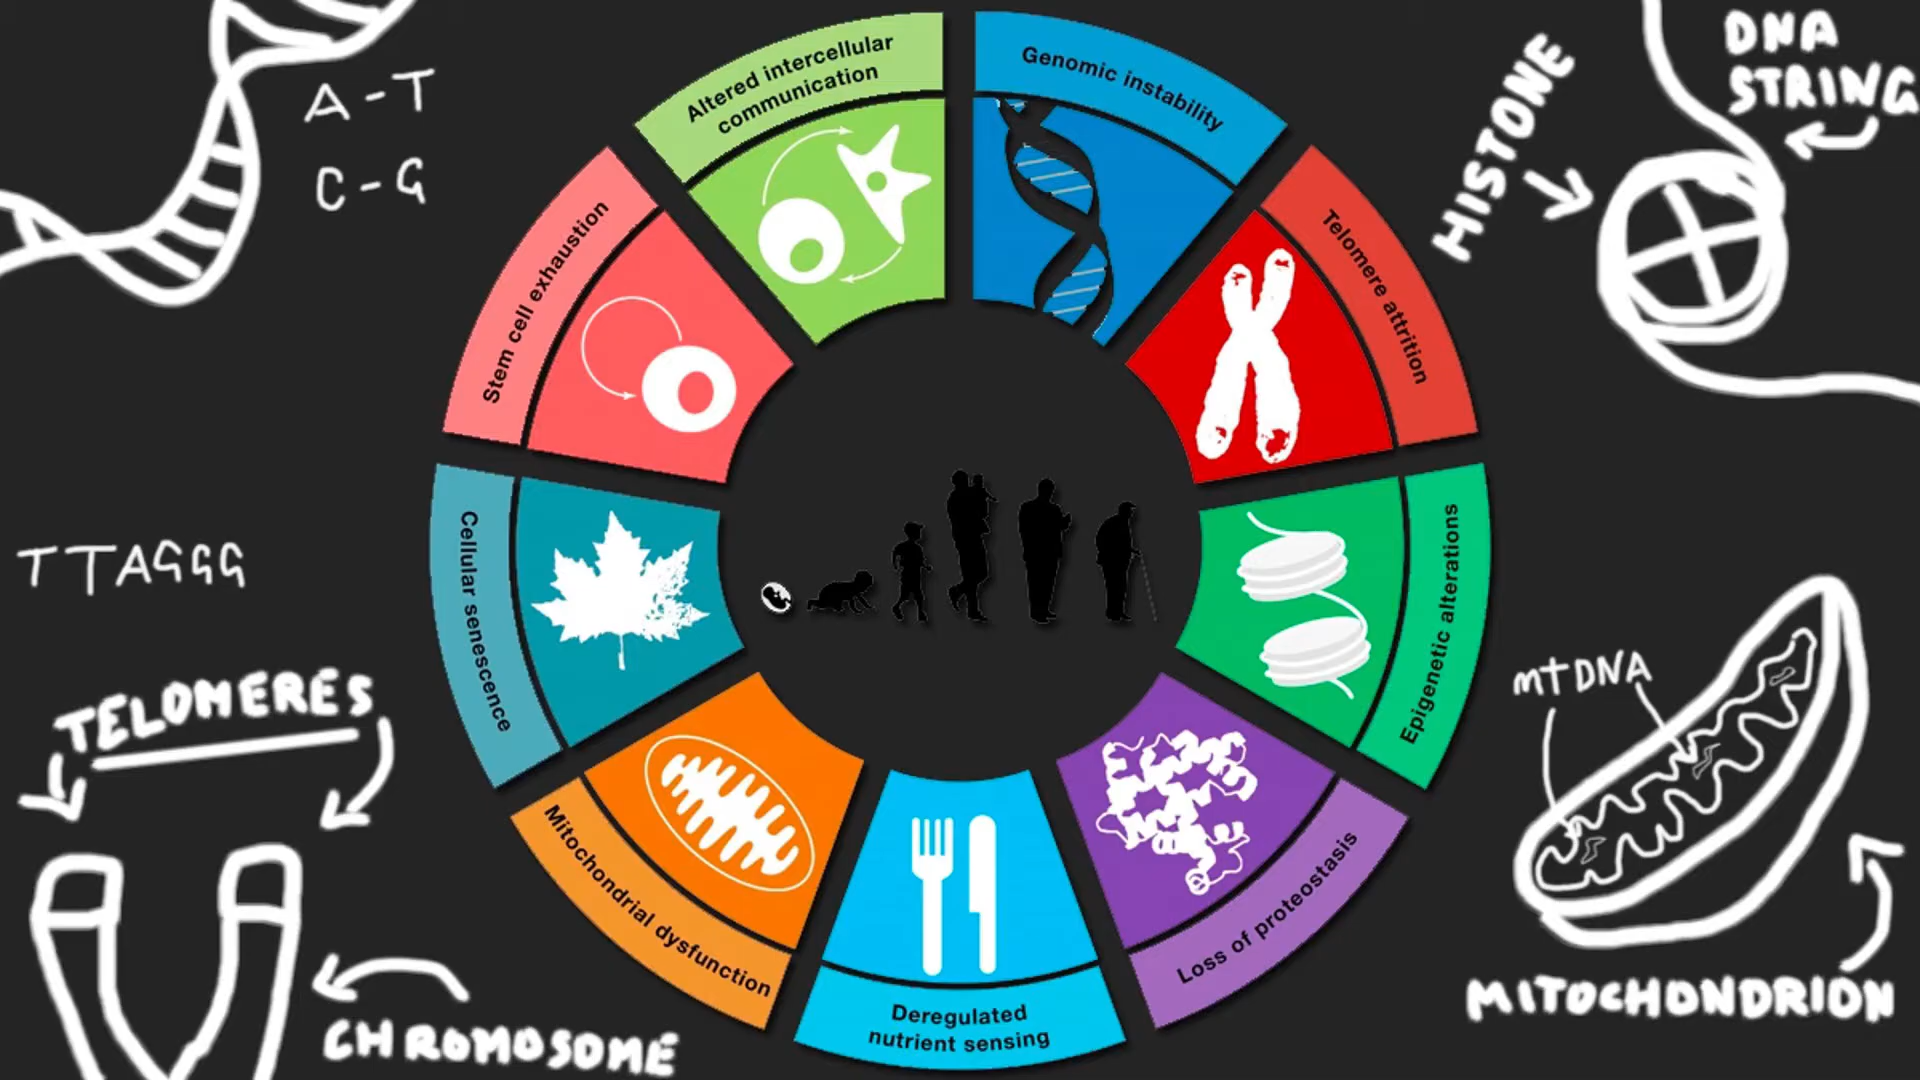 A-T
C-G
Altered intercellular
communication
Genomic instability
HISTONE
DNA
STRING
Stem cell exhaustion
Telomere attrition
Cellular senescence
Epigenetic alterations
TTAGGG
TELOMERES
mTDNA
Mitochondrial dysfunction
Loss of proteostasis
Deregulated
nutrient sensing
CHROMOSOME
MITOCHONDRION